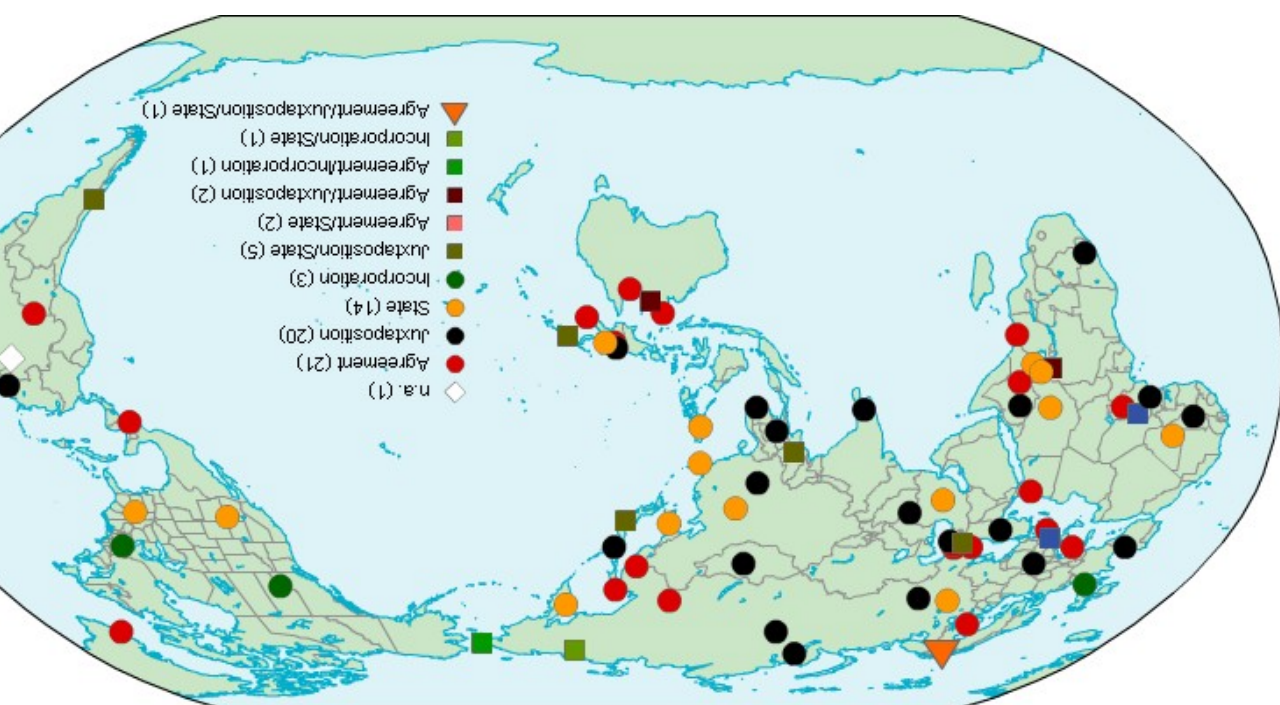 n.a. (1)
Agreement (21)
Juxtaposition (20)
State (14)
Incorporation (3)
Juxtaposition/State (5)
Agreement/State (2)
Agreement/Juxtaposition (2)
Agreement/Incorporation (1)
Incorporation/State (1)
Agreement/Juxtaposition/State (1)